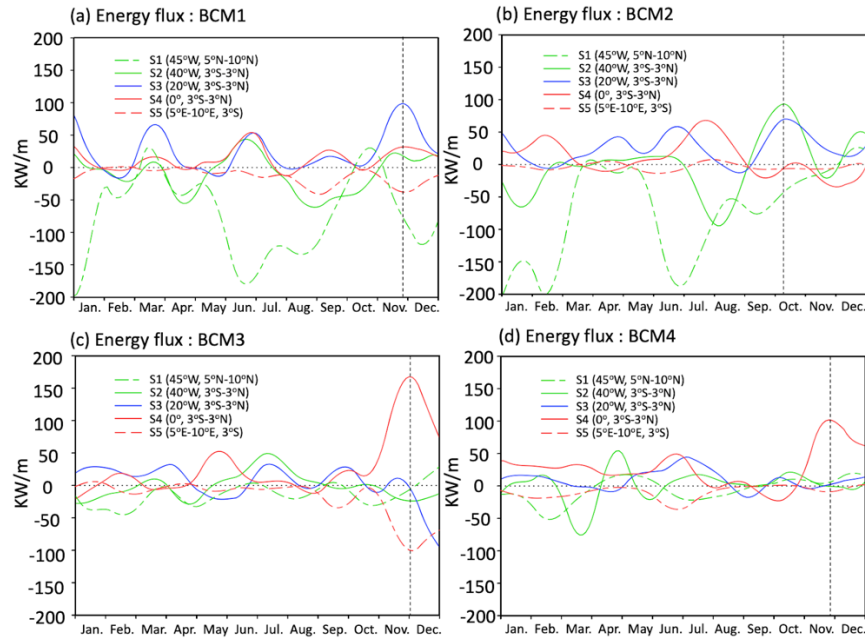 (a) Energy flux : BCM1
200
150
100
50
0
-50
-100
-150
-200
KW/m
S1 (45°W, 5°N-10°N)
S2 (40°W, 3°S-3°N)
S3 (20°W, 3°S-3°N)
S4 (0°, 3°S-3°N)
S5 (5°E-10°E, 3°S)
Jan. Feb. Mar. Apr. May Jun. Jul. Aug. Sep. Oct. Nov. Dec.
(b) Energy flux : BCM2
200
150
100
50
0
-50
-100
-150
-200
KW/m
S1 (45°W, 5°N-10°N)
S2 (40°W, 3°S-3°N)
S3 (20°W, 3°S-3°N)
S4 (0°, 3°S-3°N)
S5 (5°E-10°E, 3°S)
Jan. Feb. Mar. Apr. May Jun. Jul. Aug. Sep. Oct. Nov. Dec.
(c) Energy flux : BCM3
200
150
100
50
0
-50
-100
-150
-200
KW/m
S1 (45°W, 5°N-10°N)
S2 (40°W, 3°S-3°N)
S3 (20°W, 3°S-3°N)
S4 (0°, 3°S-3°N)
S5 (5°E-10°E, 3°S)
Jan. Feb. Mar. Apr. May Jun. Jul. Aug. Sep. Oct. Nov. Dec.
(d) Energy flux : BCM4
200
150
100
50
0
-50
-100
-150
-200
KW/m
S1 (45°W, 5°N-10°N)
S2 (40°W, 3°S-3°N)
S3 (20°W, 3°S-3°N)
S4 (0°, 3°S-3°N)
S5 (5°E-10°E, 3°S)
Jan. Feb. Mar. Apr. May Jun. Jul. Aug. Sep. Oct. Nov. Dec.